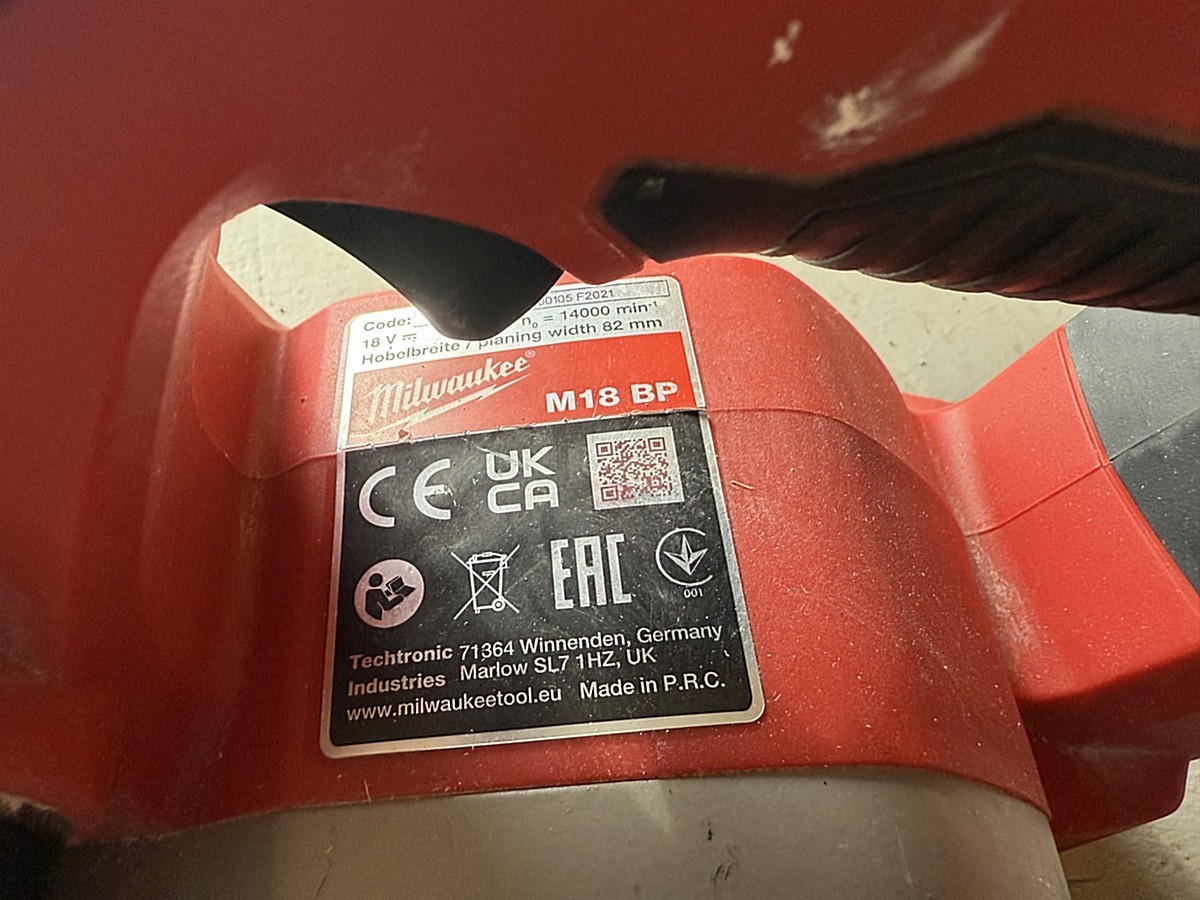 Code: 00105 F2021
18 V n₀ = 14000 min⁻¹
Hobelbreite / planing width 82 mm
Milwaukee®
M18 BP
CE UK CA
EAC
001
Techtronic Industries
71364 Winnenden, Germany
Marlow SL7 1HZ, UK
www.milwaukeetool.eu Made in P.R.C.